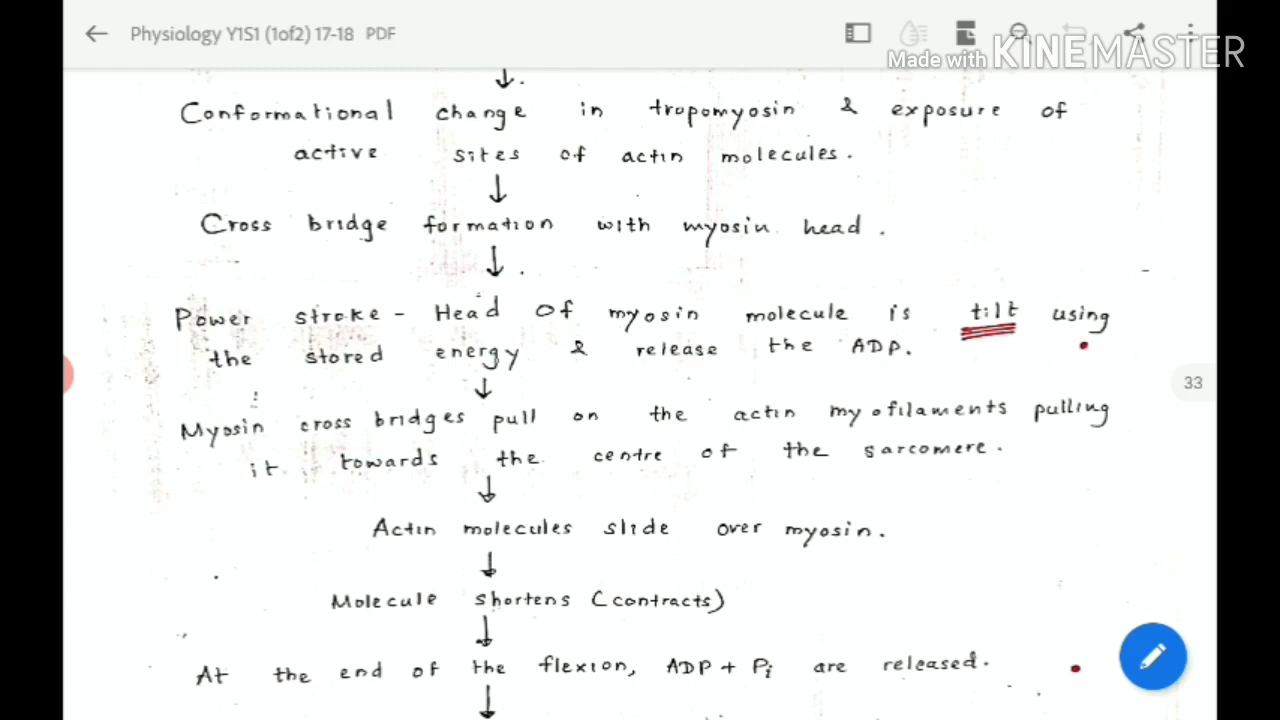 Physiology Y1S1 (1of2) 17-18 PDF
Made with KINEMASTER
Conformational change in tropomyosin & exposure of
active sites of actin molecules.
Cross bridge formation with myosin head.
Power stroke - Head of myosin molecule is tilt using
the stored energy & release the ADP.
33
Myosin cross bridges pull on the actin myofilaments pulling
it towards the centre of the sarcomere.
Actin molecules slide over myosin.
Molecule shortens (contracts)
At the end of the flexion, ADP + Pi are released.